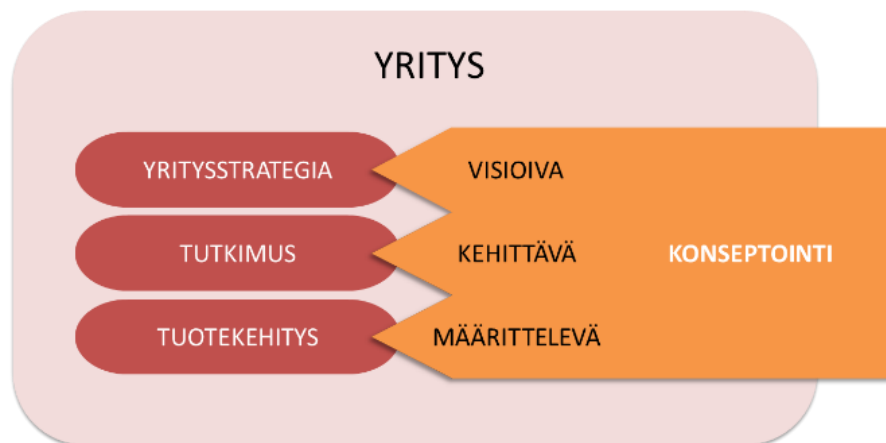 YRITYS
YRITYSSTRATEGIA
VISIOIVA
TUTKIMUS
KEHITTÄVÄ
KONSEPTOINTI
TUOTEKEHITYS
MÄÄRITTELEVÄ